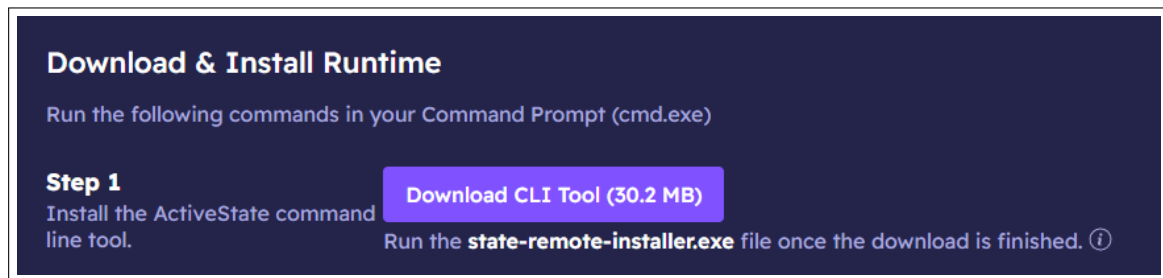 Download & Install Runtime
Run the following commands in your Command Prompt (cmd.exe)
Step 1
Install the ActiveState command
line tool.
Download CLI Tool (30.2 MB)
Run the state-remote-installer.exe file once the download is finished.